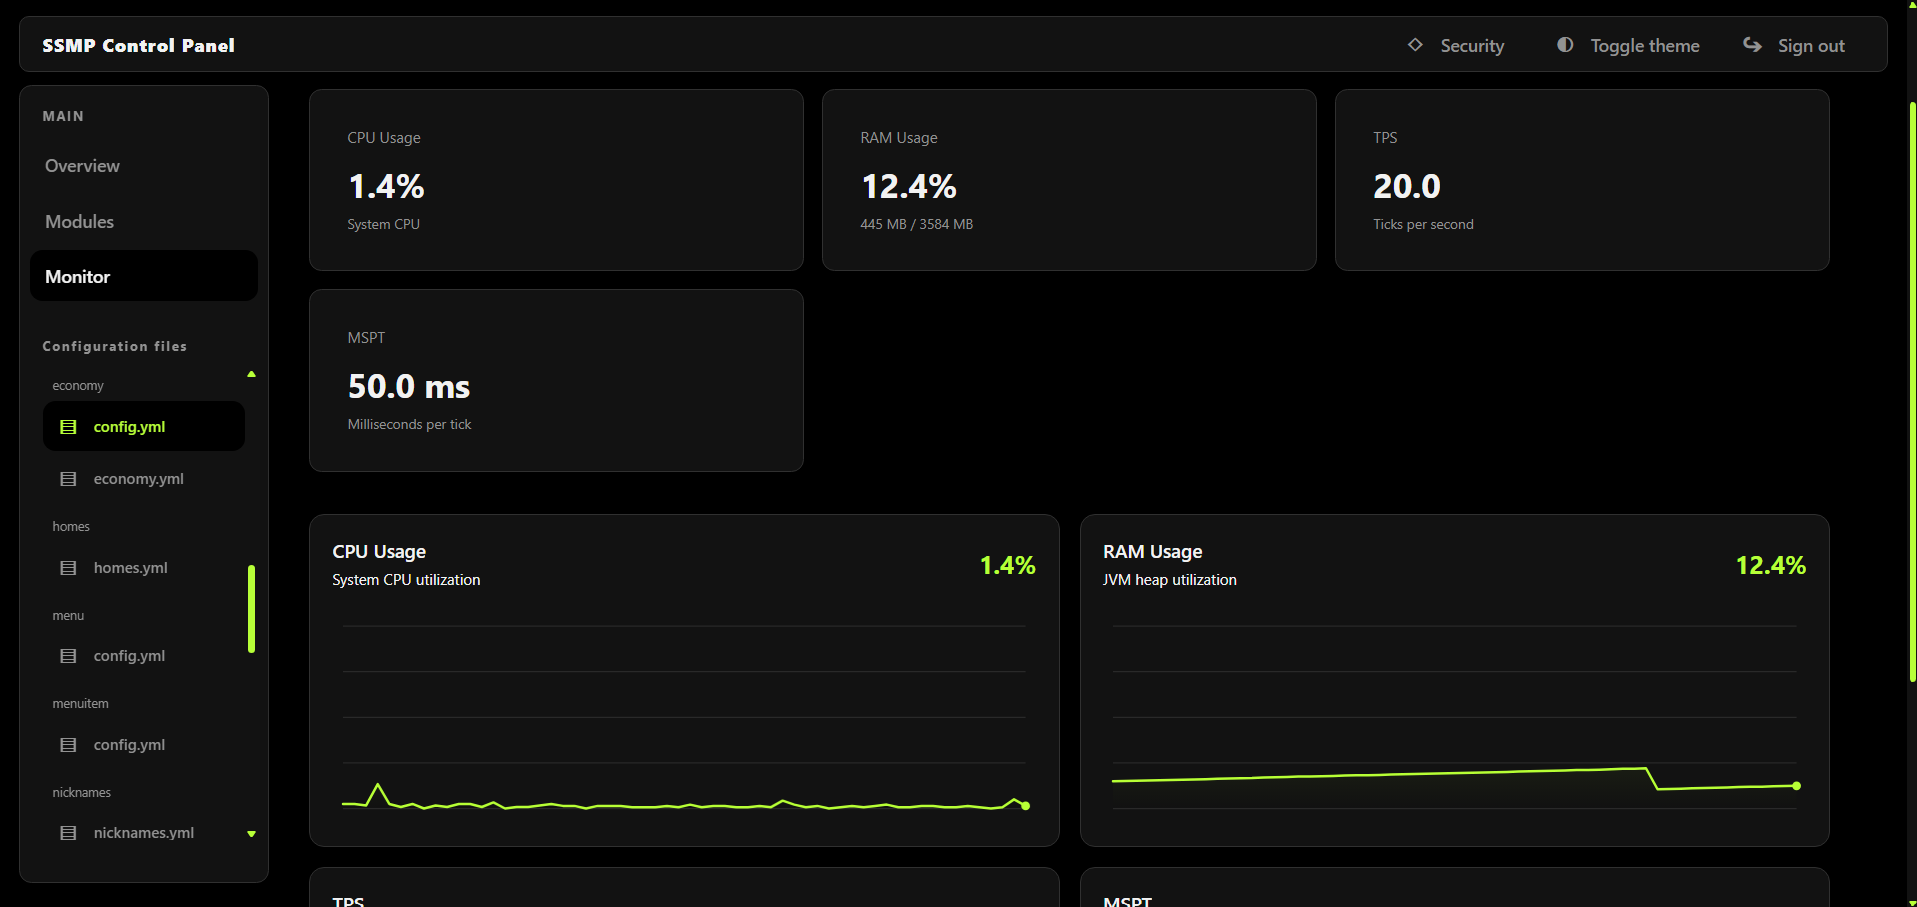 SSMP Control Panel
Security
Toggle theme
Sign out
MAIN
Overview
Modules
Monitor
Configuration files
economy
config.yml
economy.yml
homes
homes.yml
menu
config.yml
menuitem
config.yml
nicknames
nicknames.yml
CPU Usage
1.4%
System CPU
RAM Usage
12.4%
445 MB / 3584 MB
TPS
20.0
Ticks per second
MSPT
50.0 ms
Milliseconds per tick
CPU Usage
System CPU utilization
1.4%
RAM Usage
JVM heap utilization
12.4%
TPS
MSPT